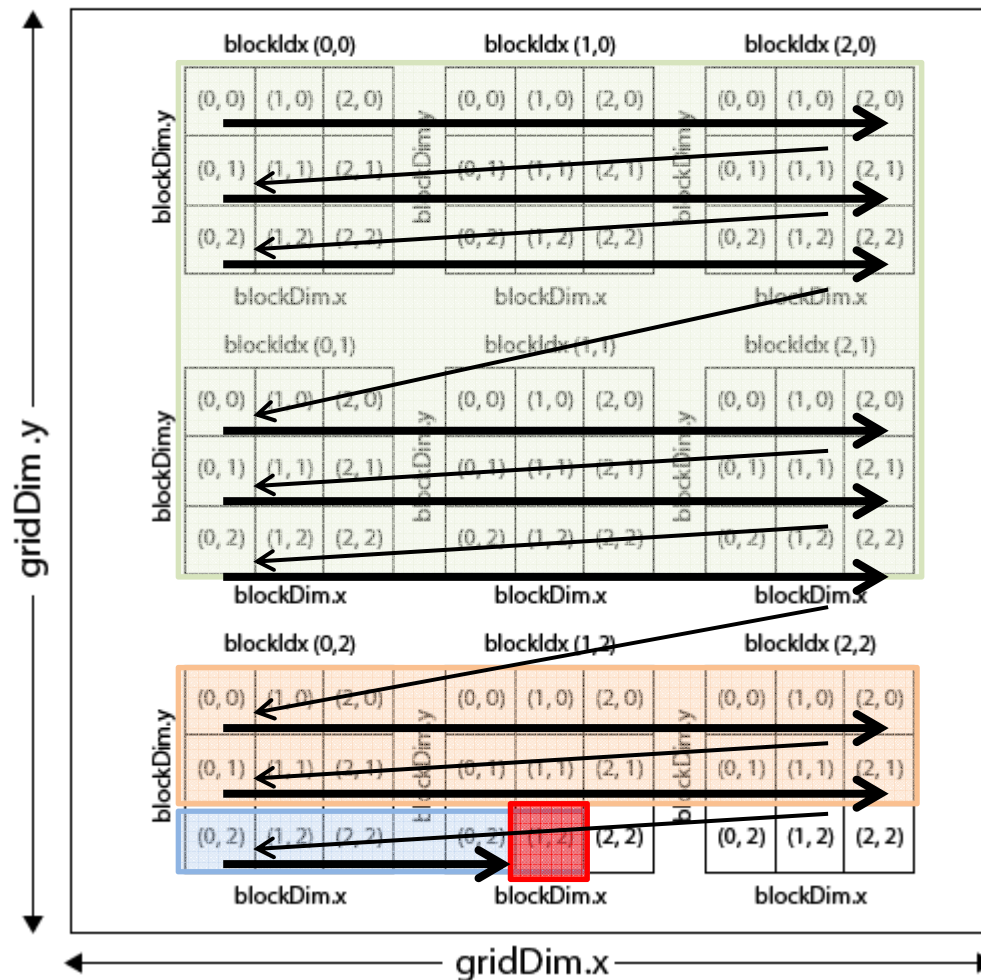 blockIdx (0,0) blockIdx (1,0) blockIdx (2,0)
(0, 0) (1, 0) (2, 0) (0, 0) (1, 0) (2, 0) (0, 0) (1, 0) (2, 0)
blockDim.y blockDim.y blockDim.y
(0, 1) (1, 1) (2, 1) (0, 1) (1, 1) (2, 1) (0, 1) (1, 1) (2, 1)
(0, 2) (1, 2) (2, 2) (0, 2) (1, 2) (2, 2) (0, 2) (1, 2) (2, 2)
blockDim.x blockDim.x blockDim.x
blockIdx (0,1) blockIdx (1,1) blockIdx (2,1)
(0, 0) (1, 0) (2, 0) (0, 0) (1, 0) (2, 0) (0, 0) (1, 0) (2, 0)
blockDim.y blockDim.y blockDim.y
(0, 1) (1, 1) (2, 1) (0, 1) (1, 1) (2, 1) (0, 1) (1, 1) (2, 1)
gridDim .y
(0, 2) (1, 2) (2, 2) (0, 2) (1, 2) (2, 2) (0, 2) (1, 2) (2, 2)
blockDim.x blockDim.x blockDim.x
blockIdx (0,2) blockIdx (1,2) blockIdx (2,2)
(0, 0) (1, 0) (2, 0) (0, 0) (1, 0) (2, 0) (0, 0) (1, 0) (2, 0)
blockDim.y blockDim.y blockDim.y
(0, 1) (1, 1) (2, 1) (0, 1) (1, 1) (2, 1) (0, 1) (1, 1) (2, 1)
(0, 2) (1, 2) (2, 2) (0, 2) (1, 2) (2, 2) (0, 2) (1, 2) (2, 2)
blockDim.x blockDim.x blockDim.x
gridDim.x